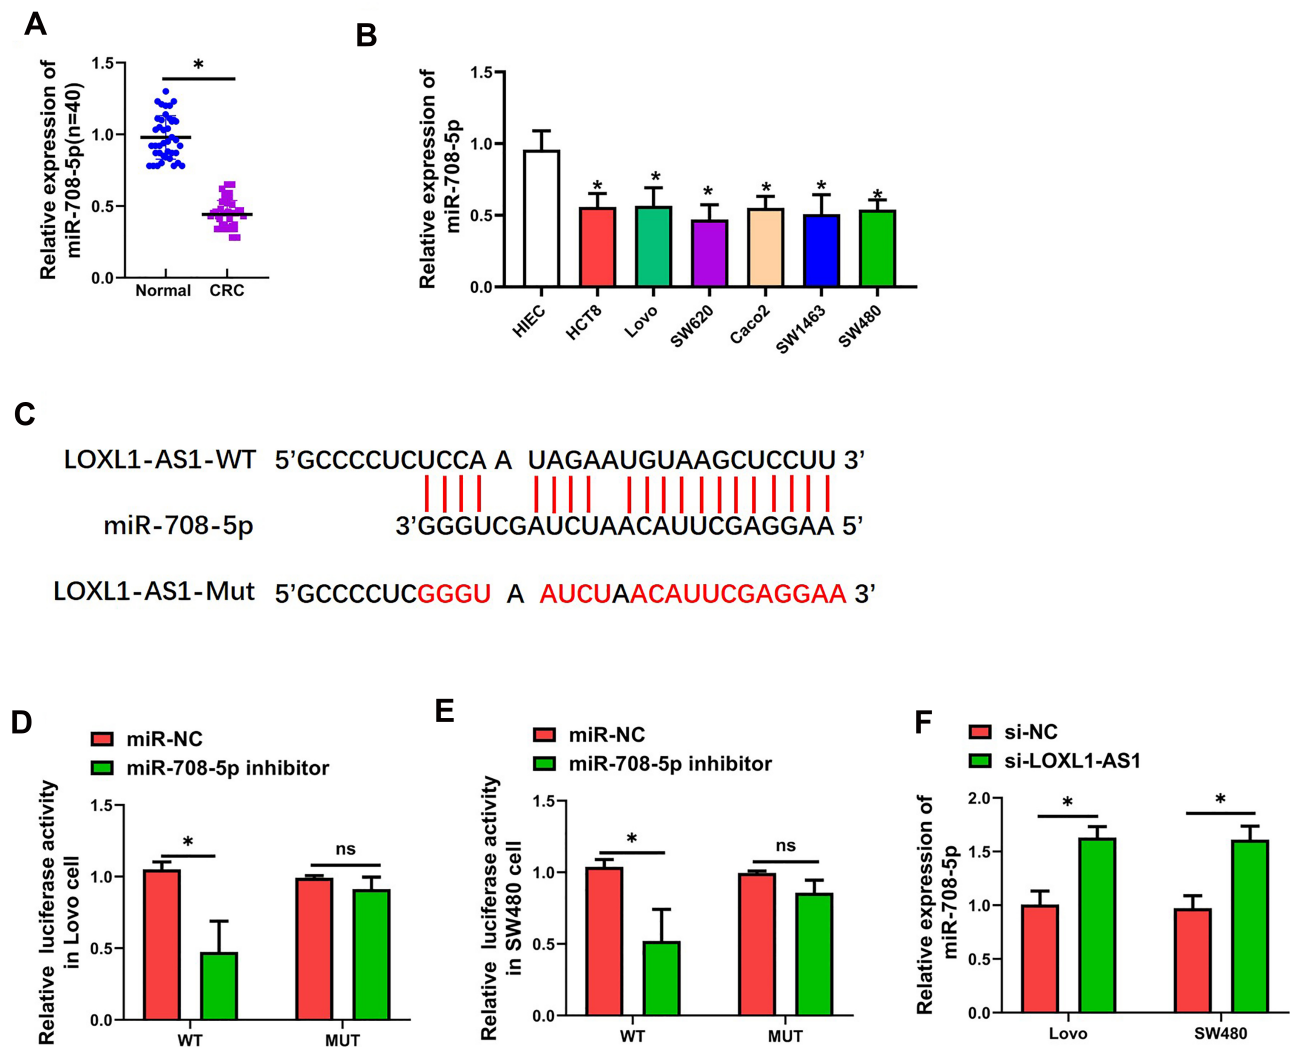 A
Relative expression of
miR-708-5p(n=40)
1.5
1.0
0.5
0.0
*
Normal CRC
B
Relative expression of
miR-708-5p
1.5
1.0
0.5
0.0
* * * * * *
HIEC HCT8 Lovo SW620 Caco2 SW1463 SW480
C
LOXL1-AS1-WT 5’GCCCCUCUCCA A UAGAAUGUAAGCUCCUU 3’
miR-708-5p 3’GGGUCGAUCUAACAUUCGAGGAA 5’
LOXL1-AS1-Mut 5’GCCCCUCGGGU A AUCUAACAUUCGAGGAA 3’
D
miR-NC
miR-708-5p inhibitor
Relative luciferase activity
in Lovo cell
1.5
1.0
0.5
0.0
* ns
WT MUT
E
miR-NC
miR-708-5p inhibitor
Relative luciferase activity
in SW480 cell
1.5
1.0
0.5
0.0
* ns
WT MUT
F
si-NC
si-LOXL1-AS1
Relative expression of
miR-708-5p
2.0
1.5
1.0
0.5
0.0
* *
Lovo SW480